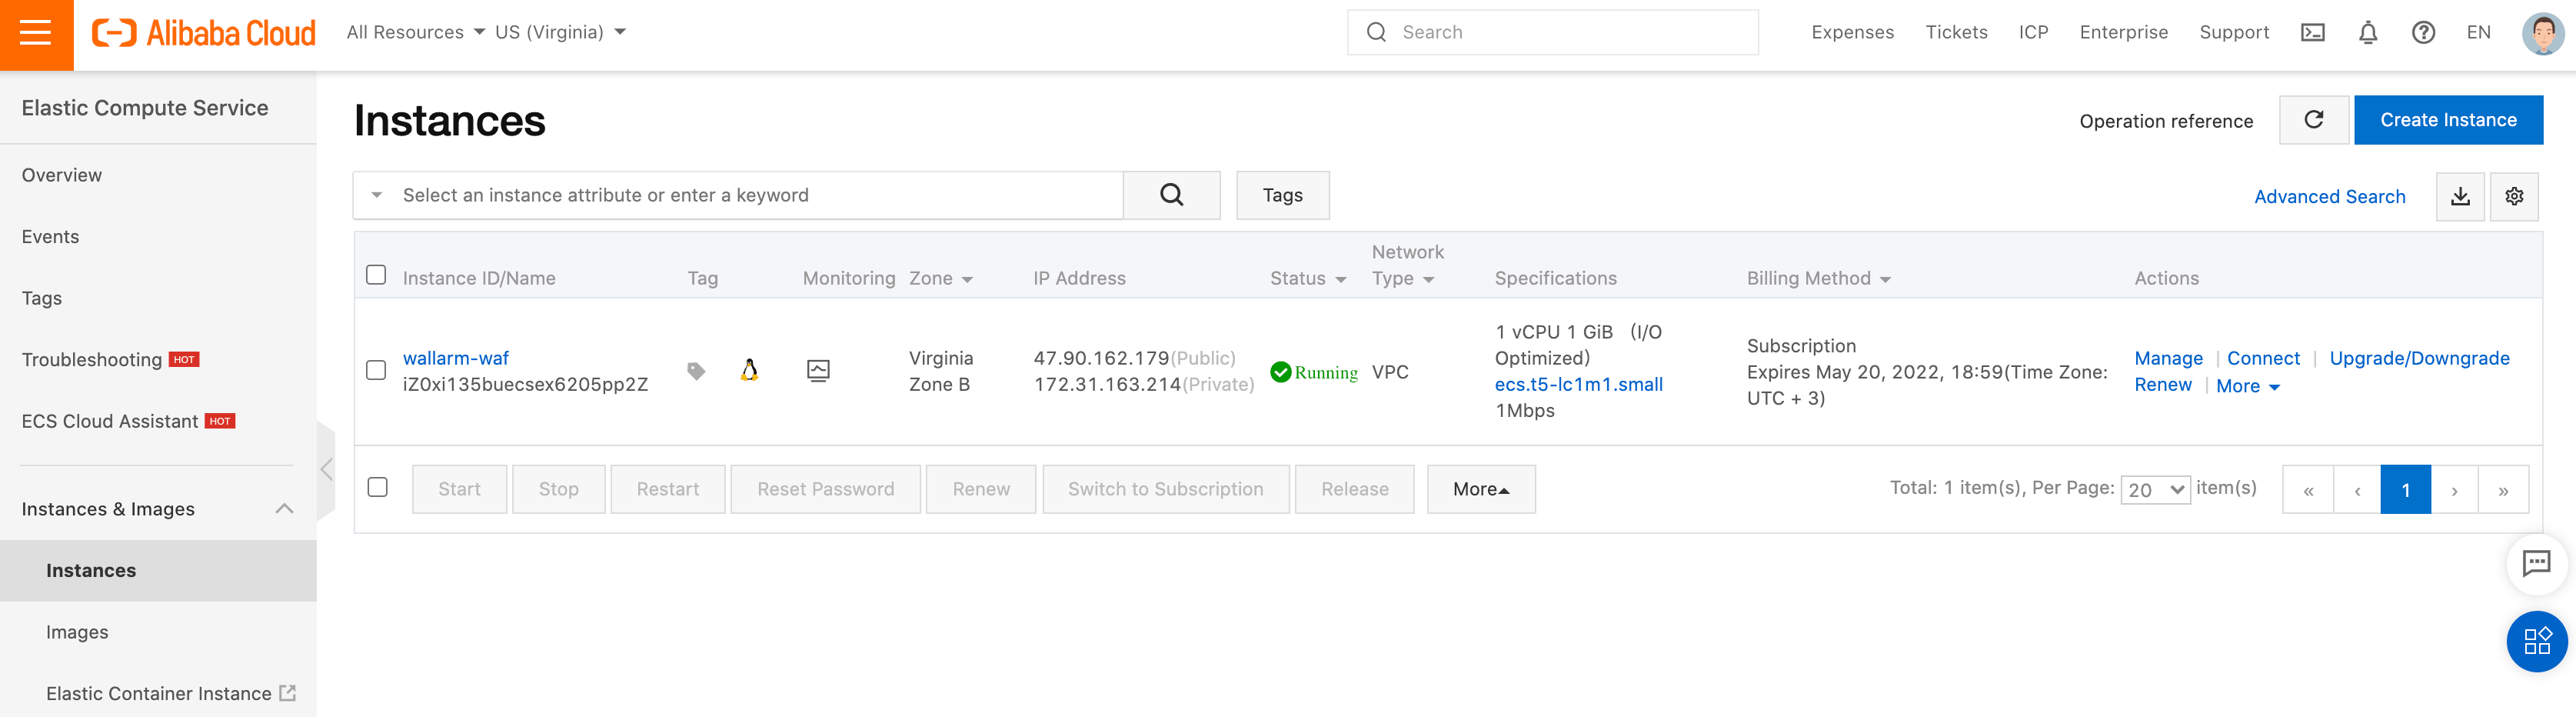 Alibaba Cloud
All Resources US (Virginia)
Search
Expenses Tickets ICP Enterprise Support EN
Elastic Compute Service
Overview
Events
Tags
Troubleshooting HOT
ECS Cloud Assistant HOT
Instances & Images
Instances
Images
Elastic Container Instance
Instances
Operation reference
Create Instance
Select an instance attribute or enter a keyword
Tags
Advanced Search
Instance ID/Name Tag Monitoring Zone IP Address Status Network Type Specifications Billing Method Actions
wallarm-waf
iZ0xi135buecsex6205pp2Z
Virginia
Zone B
47.90.162.179(Public)
172.31.163.214(Private)
Running
VPC
1 vCPU 1 GiB (I/O
Optimized)
ecs.t5-lc1m1.small
1Mbps
Subscription
Expires May 20, 2022, 18:59(Time Zone:
UTC + 3)
Manage | Connect | Upgrade/Downgrade
Renew | More
Start Stop Restart Reset Password Renew Switch to Subscription Release More
Total: 1 item(s), Per Page: 20 item(s)
« ‹ 1 › »